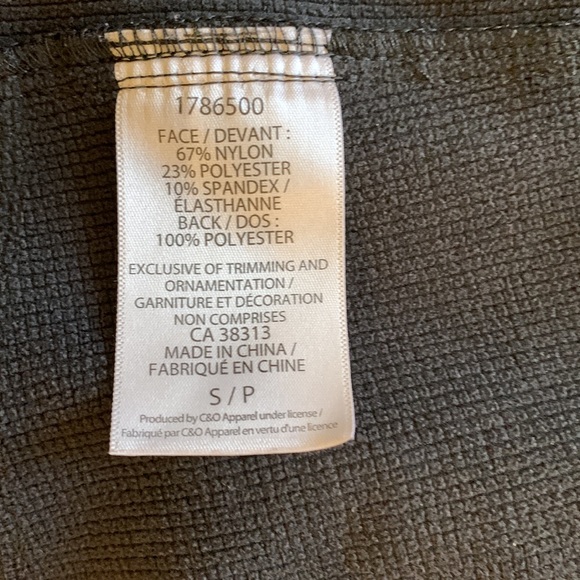 1786500
FACE / DEVANT :
67% NYLON
23% POLYESTER
10% SPANDEX /
ÉLASTHANNE
BACK / DOS :
100% POLYESTER
EXCLUSIVE OF TRIMMING AND
ORNAMENTATION /
GARNITURE ET DÉCORATION
NON COMPRISES
CA 38313
MADE IN CHINA /
FABRIQUÉ EN CHINE
S / P
Produced by C&O Apparel under license /
Fabriqué par C&O Apparel en vertu d'une licence